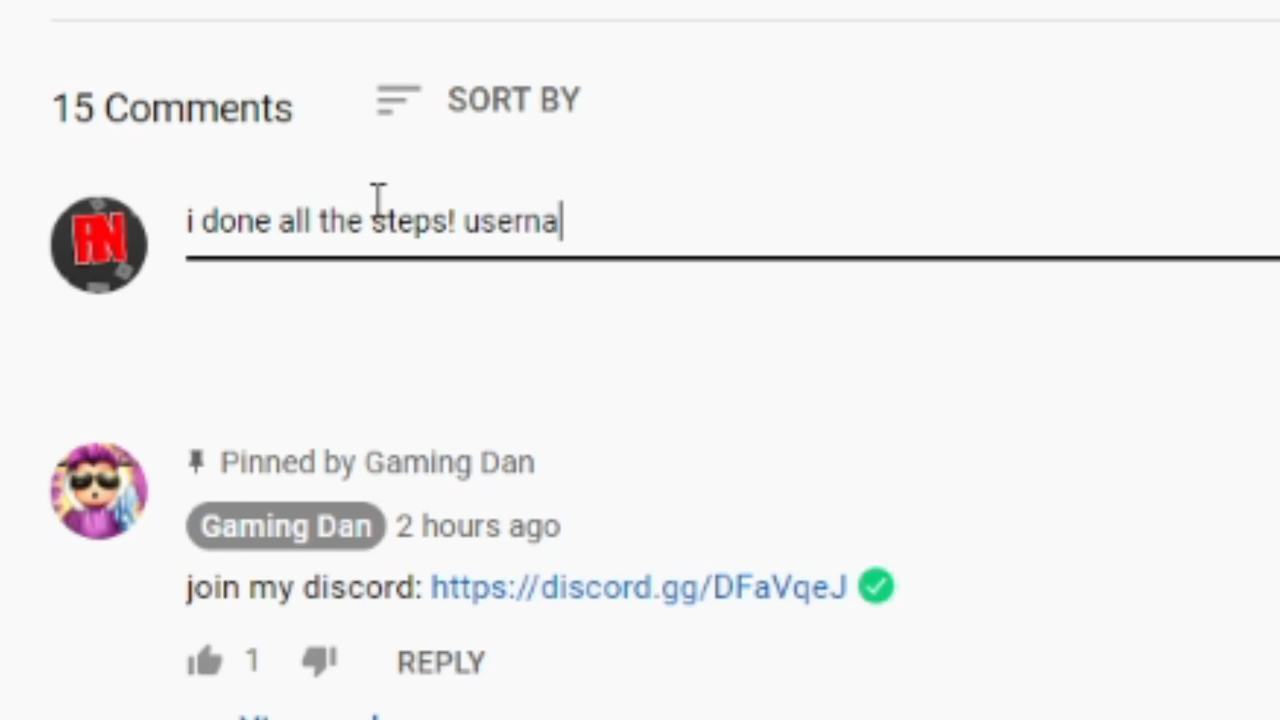 15 Comments
SORT BY
i done all the steps! userna
Pinned by Gaming Dan
Gaming Dan 2 hours ago
join my discord: https://discord.gg/DFaVqeJ
1 REPLY